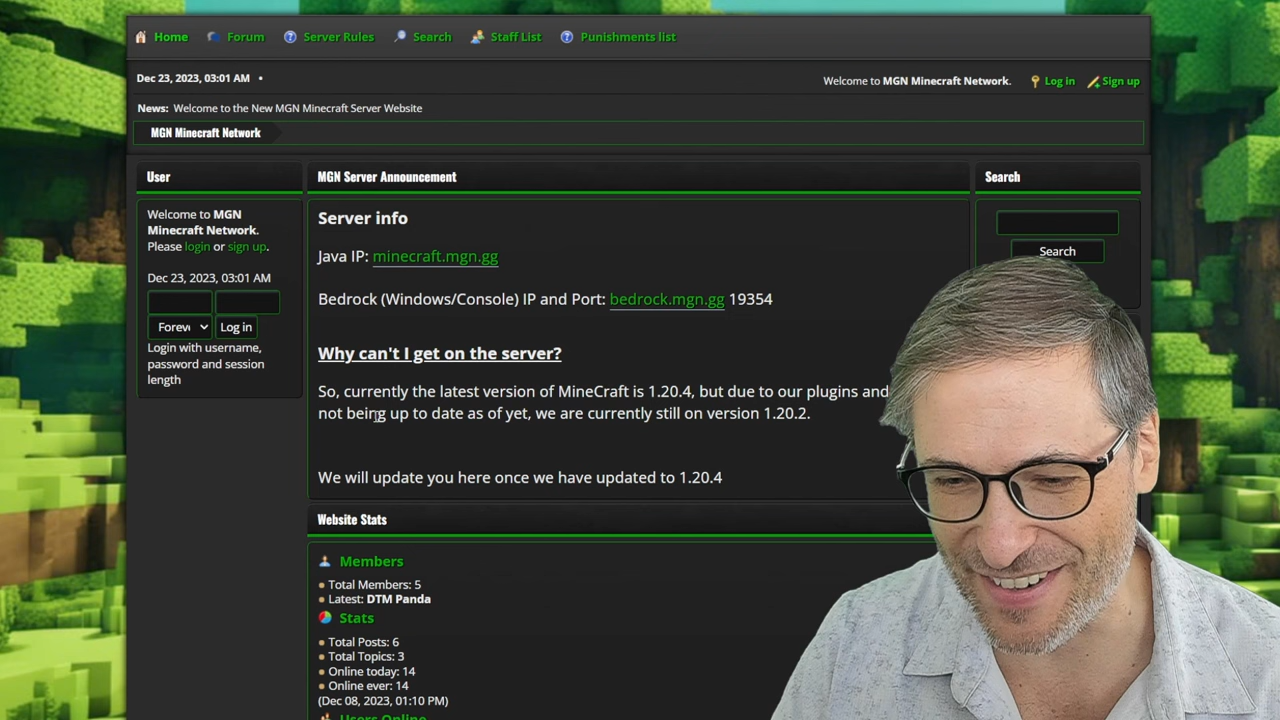 Home Forum Server Rules Search Staff List Punishments list
Dec 23, 2023, 03:01 AM •
Welcome to MGN Minecraft Network. Log in Sign up
News: Welcome to the New MGN Minecraft Server Website
MGN Minecraft Network
User
Welcome to MGN
Minecraft Network.
Please login or sign up.
Dec 23, 2023, 03:01 AM
Log in
Login with username,
password and session
length
MGN Server Announcement
Server info
Java IP: minecraft.mgn.gg
Bedrock (Windows/Console) IP and Port: bedrock.mgn.gg 19354
Why can't I get on the server?
So, currently the latest version of MineCraft is 1.20.4, but due to our plugins and
not being up to date as of yet, we are currently still on version 1.20.2.
We will update you here once we have updated to 1.20.4
Website Stats
Members
Total Members: 5
Latest: DTM Panda
Stats
Total Posts: 6
Total Topics: 3
Online today: 14
Online ever: 14
(Dec 08, 2023, 01:10 PM)
Users Online
Search
Search